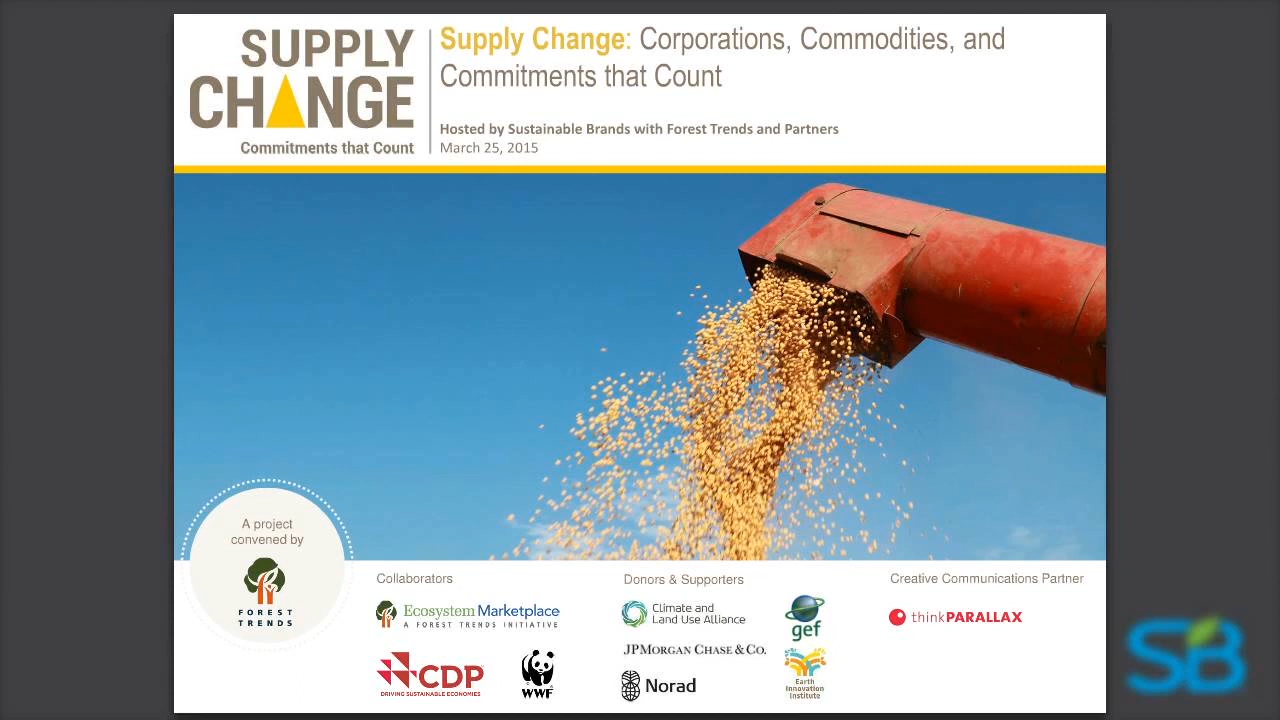 SUPPLY
CHANGE
Commitments that Count
Supply Change: Corporations, Commodities, and
Commitments that Count
Hosted by Sustainable Brands with Forest Trends and Partners
March 25, 2015
A project
convened by
FOREST
TRENDS
Collaborators
Ecosystem Marketplace
A FOREST TRENDS INITIATIVE
CDP
DRIVING SUSTAINABLE ECONOMIES
WWF
Donors & Supporters
Climate and
Land Use Alliance
gef
JPMORGAN CHASE & CO.
Norad
Earth
Innovation
Institute
Creative Communications Partner
thinkPARALLAX
SB